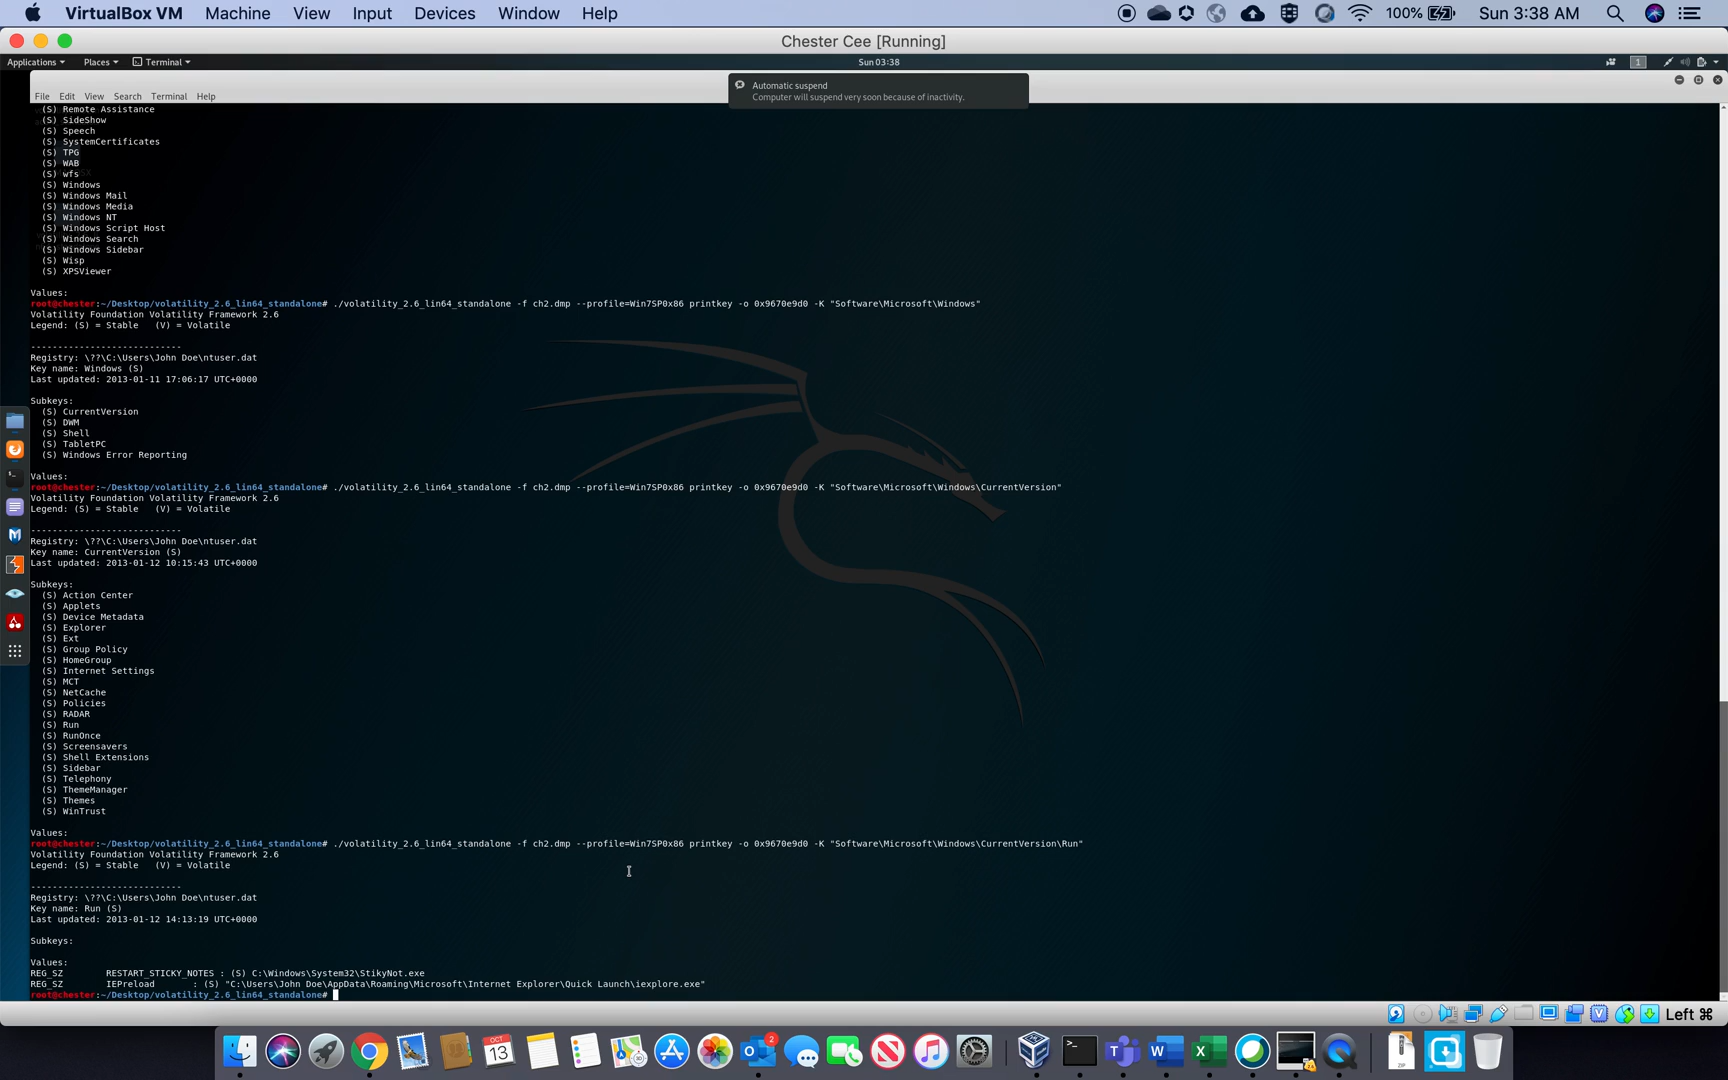 VirtualBox VM Machine View Input Devices Window Help 100% Sun 3:38 AM
Chester Cee [Running]
Applications Places Terminal Sun 03:38 1
Automatic suspend
Computer will suspend very soon because of inactivity.
File Edit View Search Terminal Help
(S) Remote Assistance
(S) SideShow
(S) Speech
(S) SystemCertificates
(S) TPG
(S) WAB
(S) wfs
(S) Windows
(S) Windows Mail
(S) Windows Media
(S) Windows NT
(S) Windows Script Host
(S) Windows Search
(S) Windows Sidebar
(S) Wisp
(S) XPSViewer
Values:
root@chester:~/Desktop/volatility_2.6_lin64_standalone# ./volatility_2.6_lin64_standalone -f ch2.dmp --profile=Win7SP0x86 printkey -o 0x9670e9d0 -K "Software\Microsoft\Windows"
Volatility Foundation Volatility Framework 2.6
Legend: (S) = Stable (V) = Volatile
----------------------------
Registry: \??\C:\Users\John Doe\ntuser.dat
Key name: Windows (S)
Last updated: 2013-01-11 17:06:17 UTC+0000
Subkeys:
(S) CurrentVersion
(S) DWM
(S) Shell
(S) TabletPC
(S) Windows Error Reporting
Values:
root@chester:~/Desktop/volatility_2.6_lin64_standalone# ./volatility_2.6_lin64_standalone -f ch2.dmp --profile=Win7SP0x86 printkey -o 0x9670e9d0 -K "Software\Microsoft\Windows\CurrentVersion"
Volatility Foundation Volatility Framework 2.6
Legend: (S) = Stable (V) = Volatile
----------------------------
Registry: \??\C:\Users\John Doe\ntuser.dat
Key name: CurrentVersion (S)
Last updated: 2013-01-12 10:15:43 UTC+0000
Subkeys:
(S) Action Center
(S) Applets
(S) Device Metadata
(S) Explorer
(S) Ext
(S) Group Policy
(S) HomeGroup
(S) Internet Settings
(S) MCT
(S) NetCache
(S) Policies
(S) RADAR
(S) Run
(S) RunOnce
(S) Screensavers
(S) Shell Extensions
(S) Sidebar
(S) Telephony
(S) ThemeManager
(S) Themes
(S) WinTrust
Values:
root@chester:~/Desktop/volatility_2.6_lin64_standalone# ./volatility_2.6_lin64_standalone -f ch2.dmp --profile=Win7SP0x86 printkey -o 0x9670e9d0 -K "Software\Microsoft\Windows\CurrentVersion\Run"
Volatility Foundation Volatility Framework 2.6
Legend: (S) = Stable (V) = Volatile
----------------------------
Registry: \??\C:\Users\John Doe\ntuser.dat
Key name: Run (S)
Last updated: 2013-01-12 14:13:19 UTC+0000
Subkeys:
Values:
REG_SZ RESTART_STICKY_NOTES : (S) C:\Windows\System32\StikyNot.exe
REG_SZ IEPreload : (S) "C:\Users\John Doe\AppData\Roaming\Microsoft\Internet Explorer\Quick Launch\iexplore.exe"
root@chester:~/Desktop/volatility_2.6_lin64_standalone#
Left ⌘
OCT
13
2
ZIP